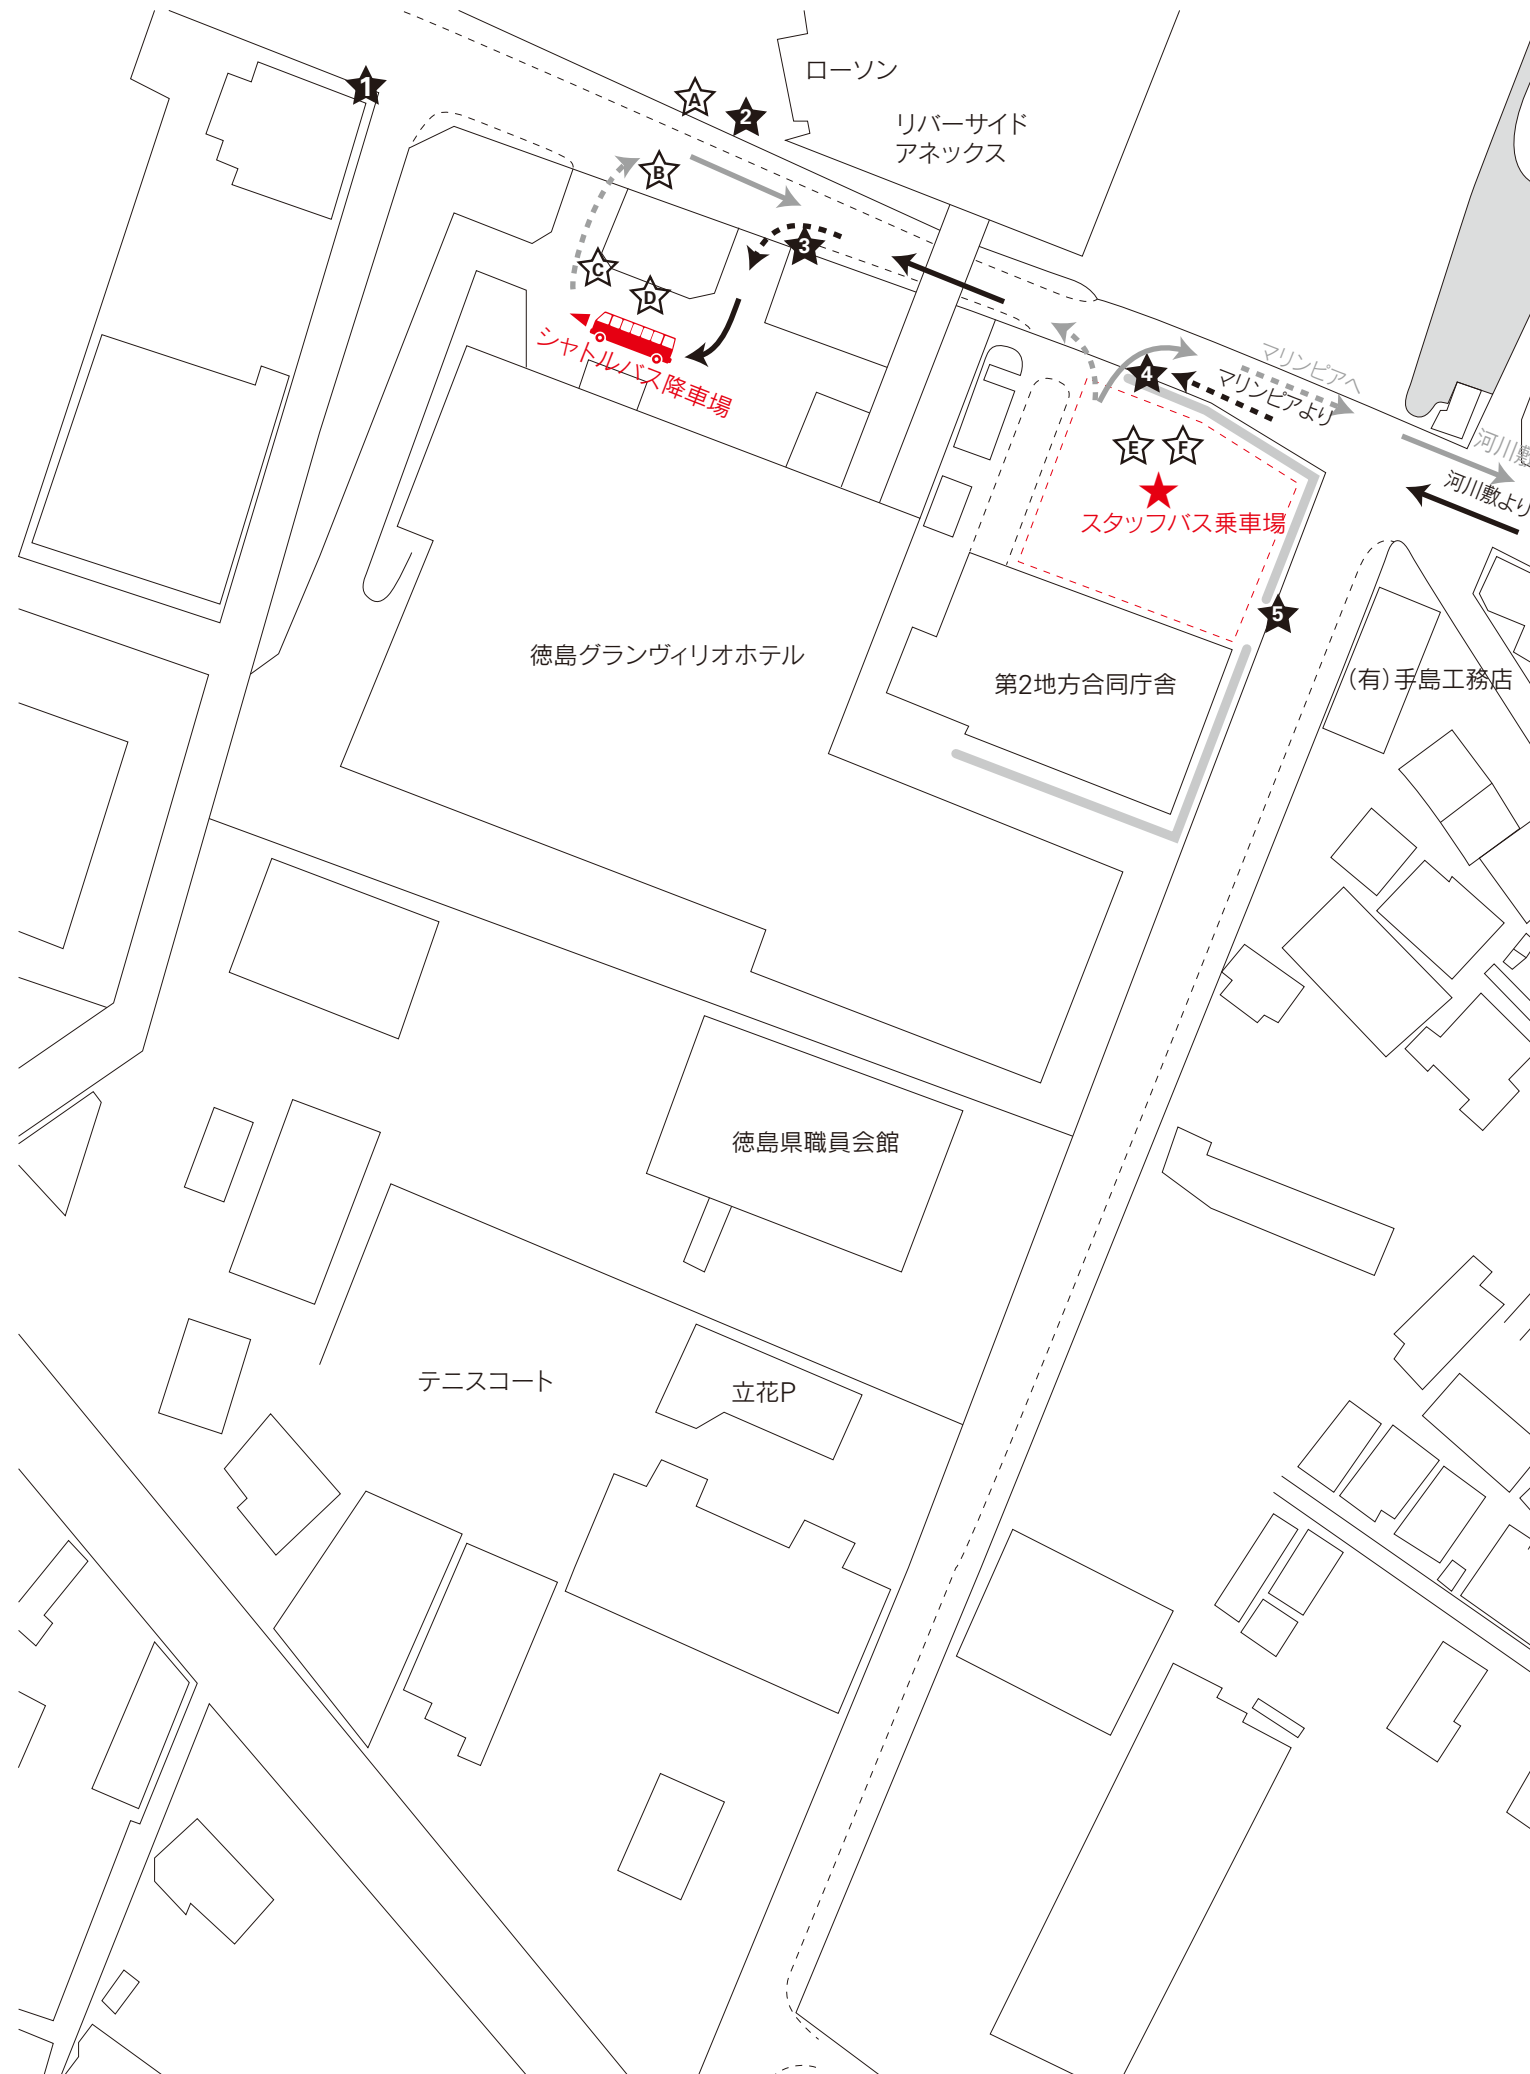 ローソン
1
A
2
リバーサイド
アネックス
B
3
C
D
シャトルバス降車場
4
マリンピアへ
マリンピアより
E
F
河川敷
河川敷より
スタッフバス乗車場
5
徳島グランヴィリオホテル
第2地方合同庁舎
(有)手島工務店
徳島県職員会館
テニスコート
立花P